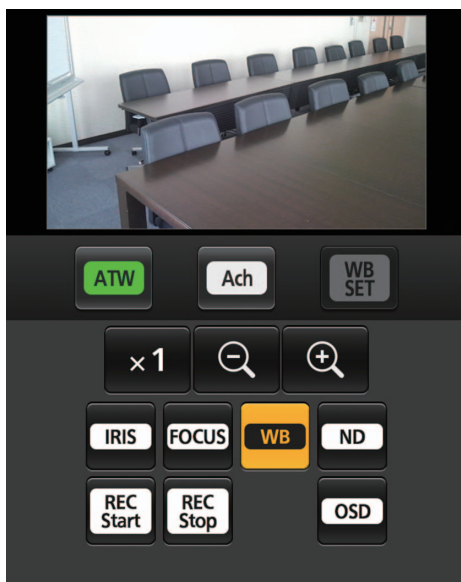 ATW
Ach
WB
SET
×1
IRIS
FOCUS
WB
ND
REC
Start
REC
Stop
OSD